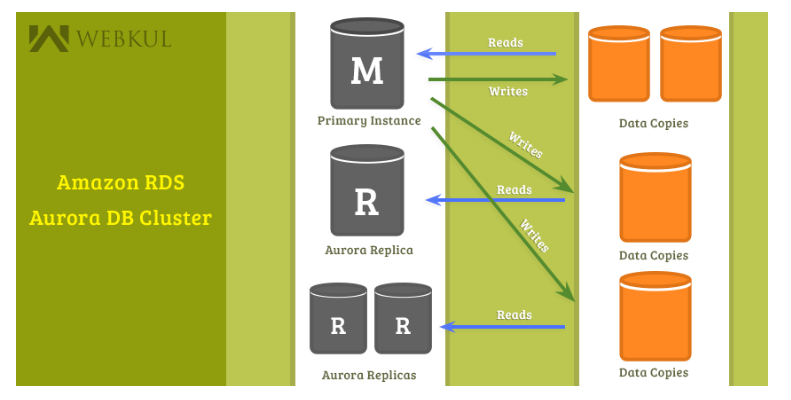 WEBKUL
Amazon RDS
Aurora DB Cluster
M
Primary Instance
R
Aurora Replica
R R
Aurora Replicas
Reads
Writes
Writes
Reads
Writes
Reads
Data Copies
Data Copies
Data Copies